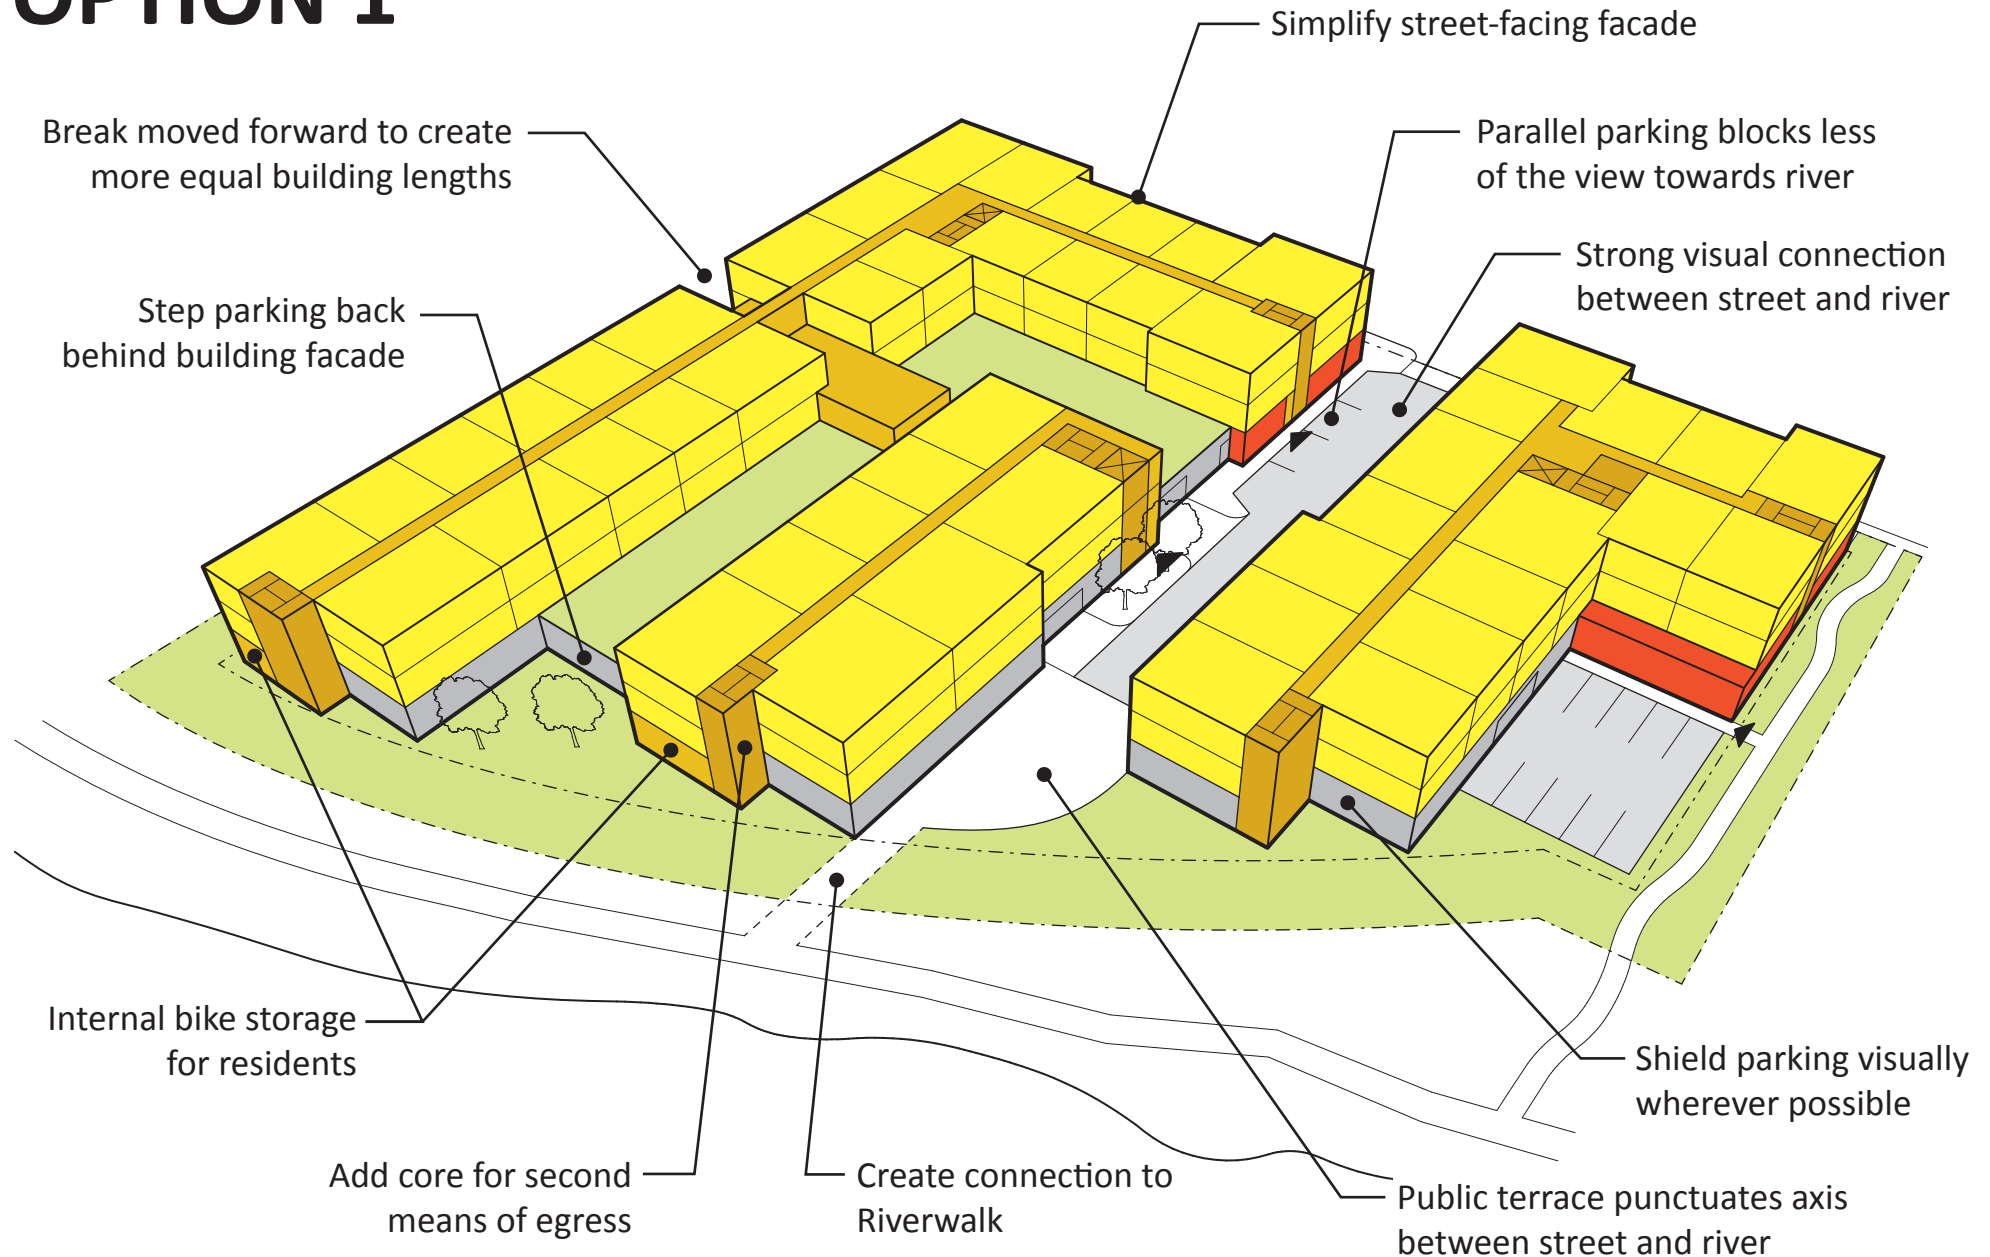 OPTION 1
Simplify street-facing facade
Break moved forward to create
more equal building lengths
Parallel parking blocks less
of the view towards river
Strong visual connection
between street and river
Step parking back
behind building facade
Internal bike storage
for residents
Shield parking visually
wherever possible
Add core for second
means of egress
Create connection to
Riverwalk
Public terrace punctuates axis
between street and river